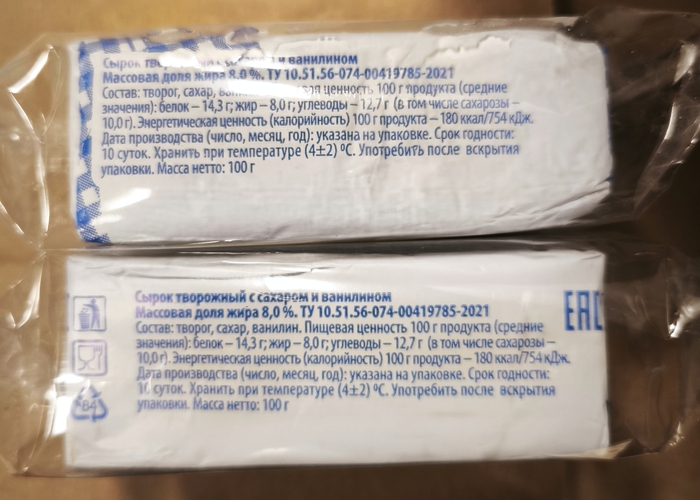 Сырок ванилином
Массовая доля жира 8,0 %. ТУ 10.51.56-074-00419785-2021
Состав: творог, сахар, ценность 100 г продукта (средние
значения): белок – 14,3 г; жир – 8,0 г; углеводы – 12,7 г (в том числе сахарозы –
10,0 г). Энергетическая ценность (калорийность) 100 г продукта – 180 ккал/754 кДж.
Дата производства (число, месяц, год): указана на упаковке. Срок годности:
10 суток. Хранить при температуре (4±2) ºС. Употребить после вскрытия
упаковки. Масса нетто: 100 г
Сырок творожный с сахаром и ванилином
Массовая доля жира 8,0 %. ТУ 10.51.56-074-00419785-2021
Состав: творог, сахар, ванилин. Пищевая ценность 100 г продукта (средние
значения): белок – 14,3 г; жир – 8,0 г; углеводы – 12,7 г (в том числе сахарозы –
10,0 г). Энергетическая ценность (калорийность) 100 г продукта – 180 ккал/754 кДж.
Дата производства (число, месяц, год): указана на упаковке. Срок годности:
10 суток. Хранить при температуре (4±2) ºС. Употребить после вскрытия
упаковки. Масса нетто: 100 г
EAC
84